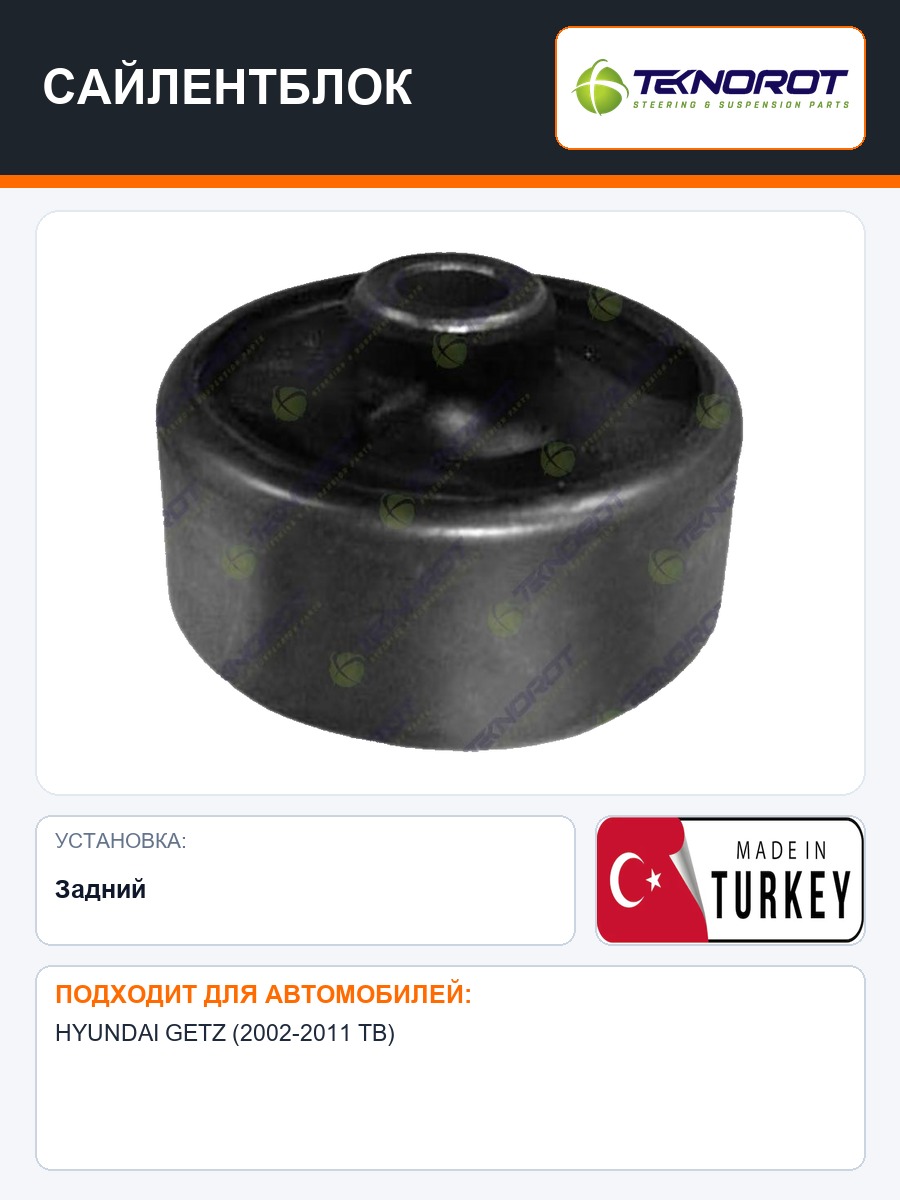 САЙЛЕНТБЛОК
TEKNOROT
STEERING & SUSPENSION PARTS
УСТАНОВКА:
Задний
MADE IN
TURKEY
ПОДХОДИТ ДЛЯ АВТОМОБИЛЕЙ:
HYUNDAI GETZ (2002-2011 TB)